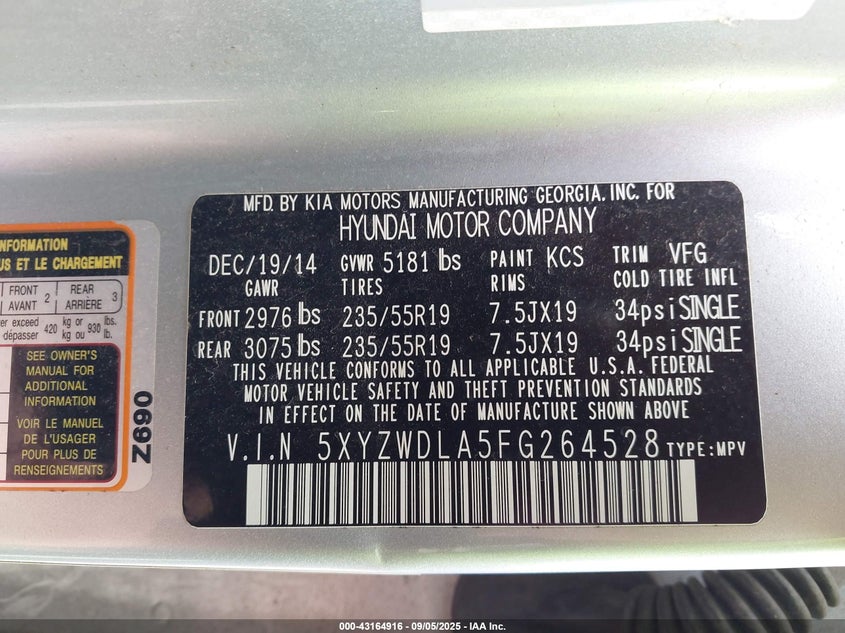 MFD. BY KIA MOTORS MANUFACTURING GEORGIA, INC. FOR
HYUNDAI MOTOR COMPANY
DEC/19/14 GVWR 5181 lbs PAINT KCS TRIM VFG
GAWR TIRES RIMS COLD TIRE INFL
FRONT 2976 lbs 235/55R19 7.5JX19 34psi SINGLE
REAR 3075 lbs 235/55R19 7.5JX19 34psi SINGLE
THIS VEHICLE CONFORMS TO ALL APPLICABLE U.S.A. FEDERAL
MOTOR VEHICLE SAFETY AND THEFT PREVENTION STANDARDS
IN EFFECT ON THE DATE OF MANUFACTURE SHOWN ABOVE
V.I.N 5XYZWDLA5FG264528 TYPE:MPV
INFORMATION
ET LE CHARGEMENT
FRONT 2 REAR 3
AVANT ARRIÈRE
exceed 420 kg or 930 lbs.
dépasser kg ou lb.
SEE OWNER'S
MANUAL FOR
ADDITIONAL
INFORMATION
VOIR LE MANUEL
DE L'USAGER
POUR PLUS DE
RENSEIGNEMENTS
Z690
000-43164916 - 09/05/2025 - IAA Inc.